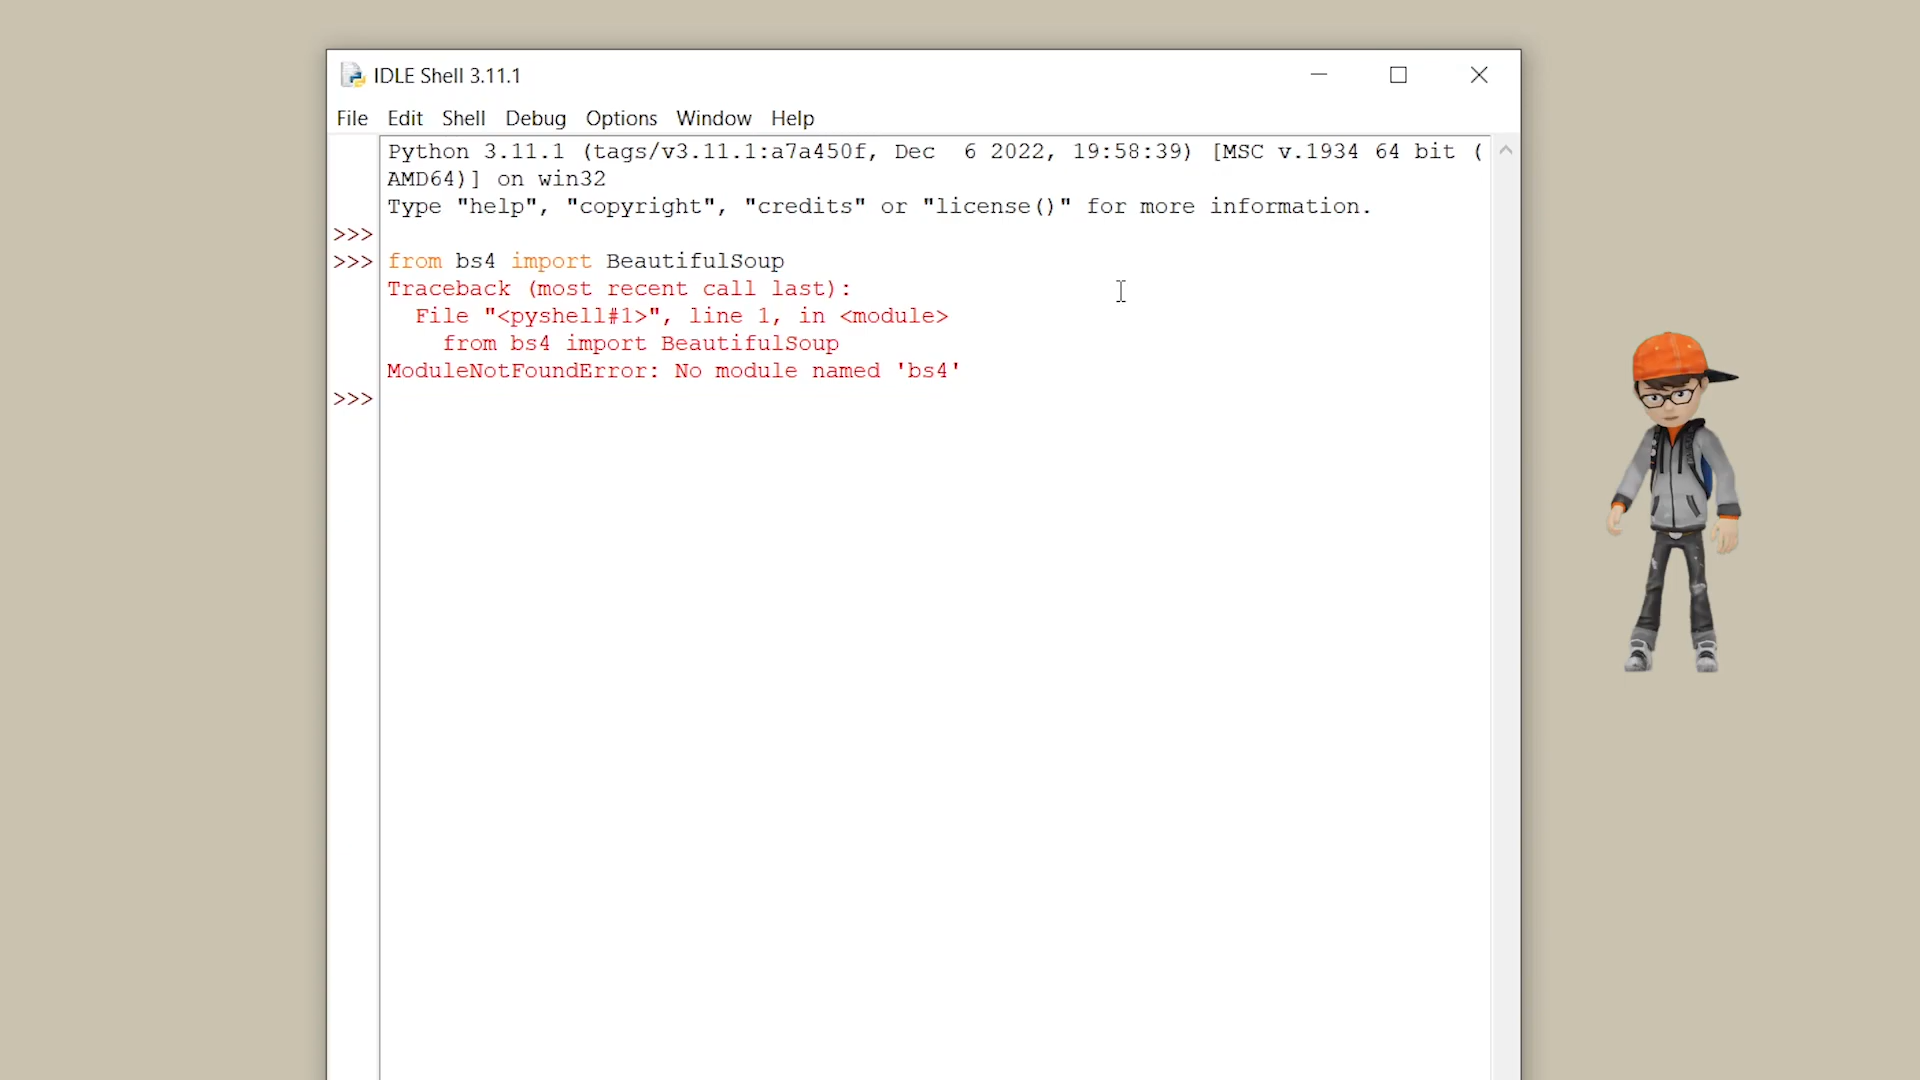 IDLE Shell 3.11.1
File Edit Shell Debug Options Window Help
Python 3.11.1 (tags/v3.11.1:a7a450f, Dec  6 2022, 19:58:39) [MSC v.1934 64 bit (
AMD64)] on win32
Type "help", "copyright", "credits" or "license()" for more information.
>>>
>>> from bs4 import BeautifulSoup
Traceback (most recent call last):
  File "<pyshell#1>", line 1, in <module>
    from bs4 import BeautifulSoup
ModuleNotFoundError: No module named 'bs4'
>>>